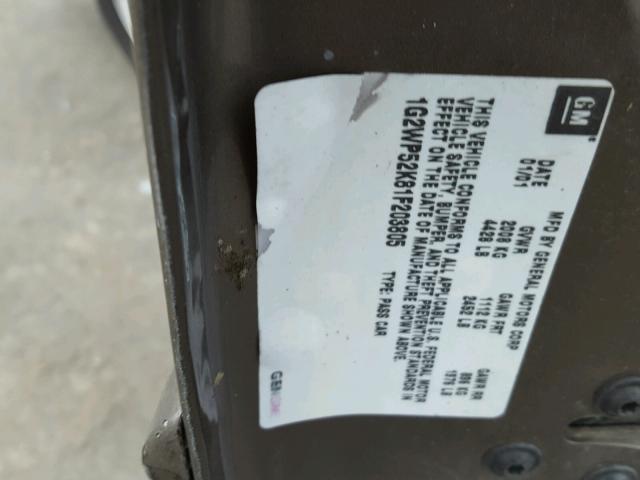 GM
MFD BY GENERAL MOTORS CORP
DATE GVWR GAWR FRT GAWR RR
01/01 2008 KG 1112 KG 896 KG
4428 LB 2452 LB 1976 LB
THIS VEHICLE CONFORMS TO ALL APPLICABLE U.S. FEDERAL MOTOR
VEHICLE SAFETY, BUMPER, AND THEFT PREVENTION STANDARDS IN
EFFECT ON THE DATE OF MANUFACTURE SHOWN ABOVE.
1G2WP52K81F203805 TYPE: PASS CAR